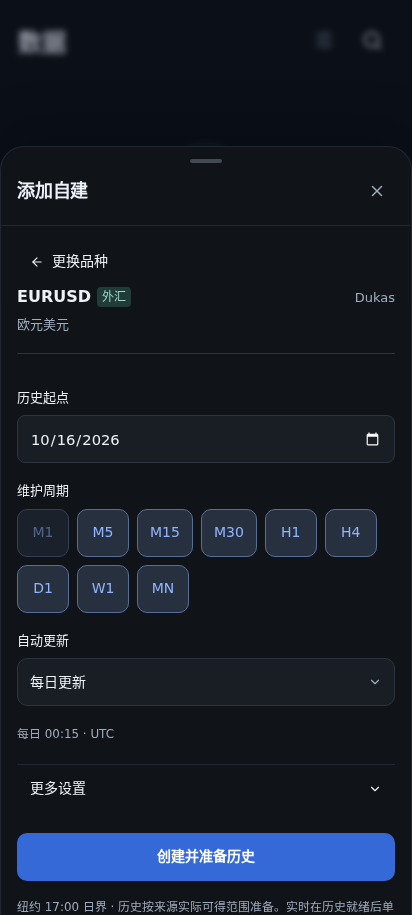 数据
添加自建
更换品种
EURUSD 外汇 Dukas
欧元美元
历史起点
10/16/2026
维护周期
M1 M5 M15 M30 H1 H4
D1 W1 MN
自动更新
每日更新
每日 00:15 · UTC
更多设置
创建并准备历史
纽约 17:00 日界 · 历史按来源实际可得范围准备。实时在历史就绪后单